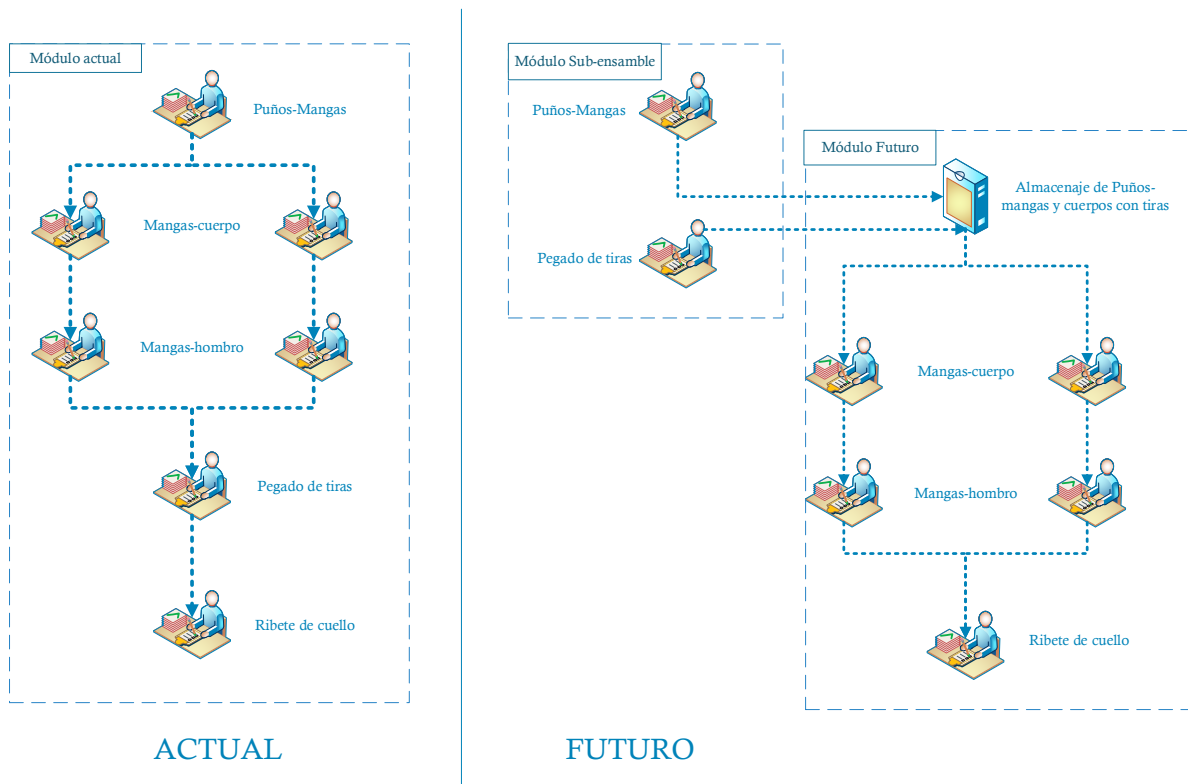 Módulo actual
Puños-Mangas
Mangas-cuerpo
Mangas-hombro
Pegado de tiras
Ribete de cuello
ACTUAL
Módulo Sub-ensamble
Puños-Mangas
Pegado de tiras
Módulo Futuro
Almacenaje de Puños-
mangas y cuerpos con tiras
Mangas-cuerpo
Mangas-hombro
Ribete de cuello
FUTURO